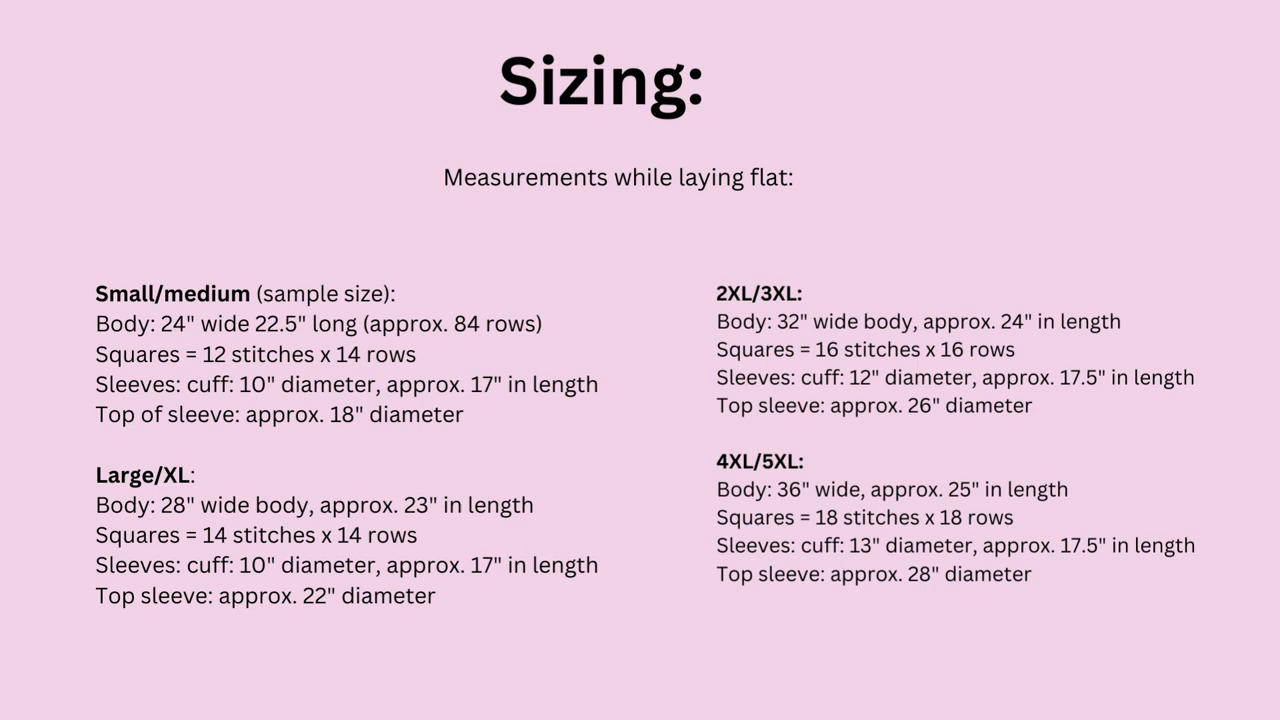 Sizing:
Measurements while laying flat:
Small/medium (sample size):
Body: 24" wide 22.5" long (approx. 84 rows)
Squares = 12 stitches x 14 rows
Sleeves: cuff: 10" diameter, approx. 17" in length
Top of sleeve: approx. 18" diameter
Large/XL:
Body: 28" wide body, approx. 23" in length
Squares = 14 stitches x 14 rows
Sleeves: cuff: 10" diameter, approx. 17" in length
Top sleeve: approx. 22" diameter
2XL/3XL:
Body: 32" wide body, approx. 24" in length
Squares = 16 stitches x 16 rows
Sleeves: cuff: 12" diameter, approx. 17.5" in length
Top sleeve: approx. 26" diameter
4XL/5XL:
Body: 36" wide, approx. 25" in length
Squares = 18 stitches x 18 rows
Sleeves: cuff: 13" diameter, approx. 17.5" in length
Top sleeve: approx. 28" diameter